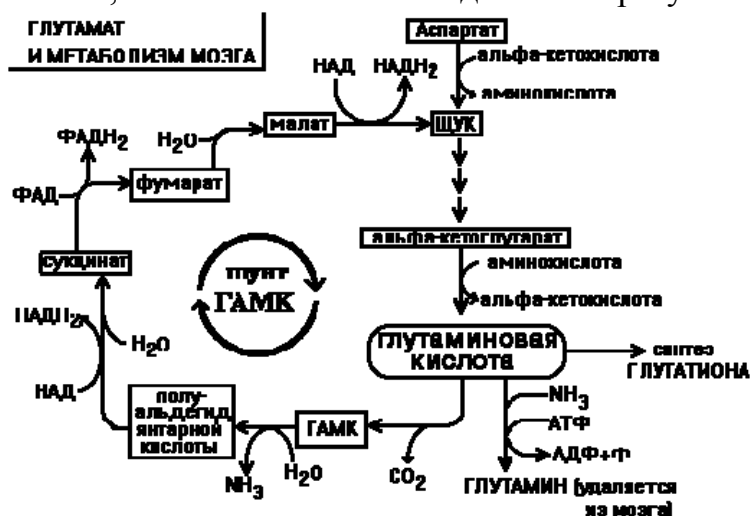 ГЛУТАМАТ
И МЕТАБОЛИЗМ МОЗГА
Аспартат
альфа-кетокислота
аминокислота
НАД
НАДН2
малат
ЩУК
H2O
фумарат
ФАДН2
ФАД
сукцинат
альфа-кетоглутарат
аминокислота
альфа-кетокислота
шунт
ГАМК
глутаминовая
кислота
синтез
ГЛУТАТИОНА
НАДН2
H2O
НАД
полу-
альдегид
янтарной
кислоты
ГАМК
NH3
H2O
CO2
NH3
АТФ
АДФ+Ф
ГЛУТАМИН (удаляется
из мозга)